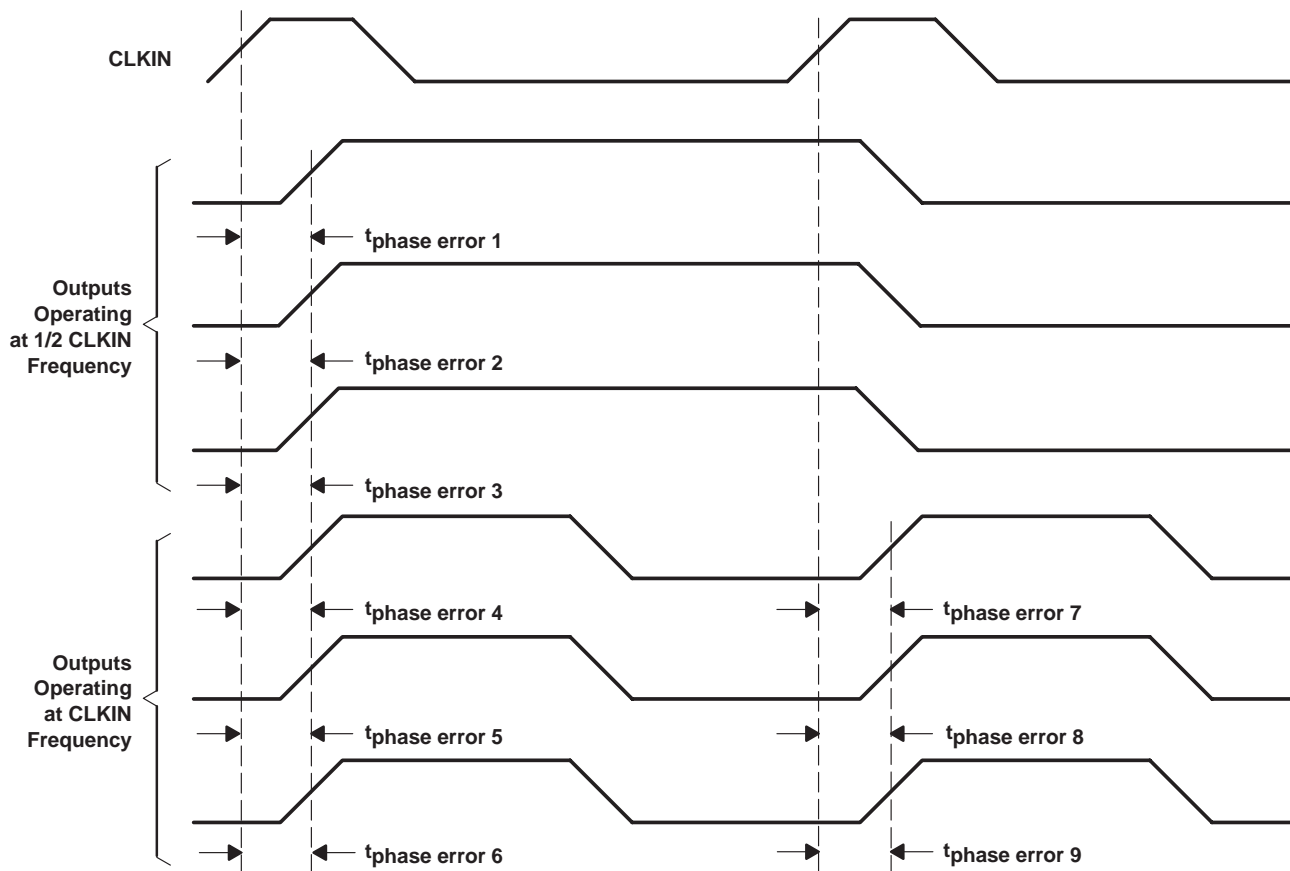 CLKIN
tphase error 1
Outputs
Operating
at 1/2 CLKIN
Frequency
tphase error 2
tphase error 3
tphase error 4
tphase error 7
Outputs
Operating
at CLKIN
Frequency
tphase error 5
tphase error 8
tphase error 6
tphase error 9